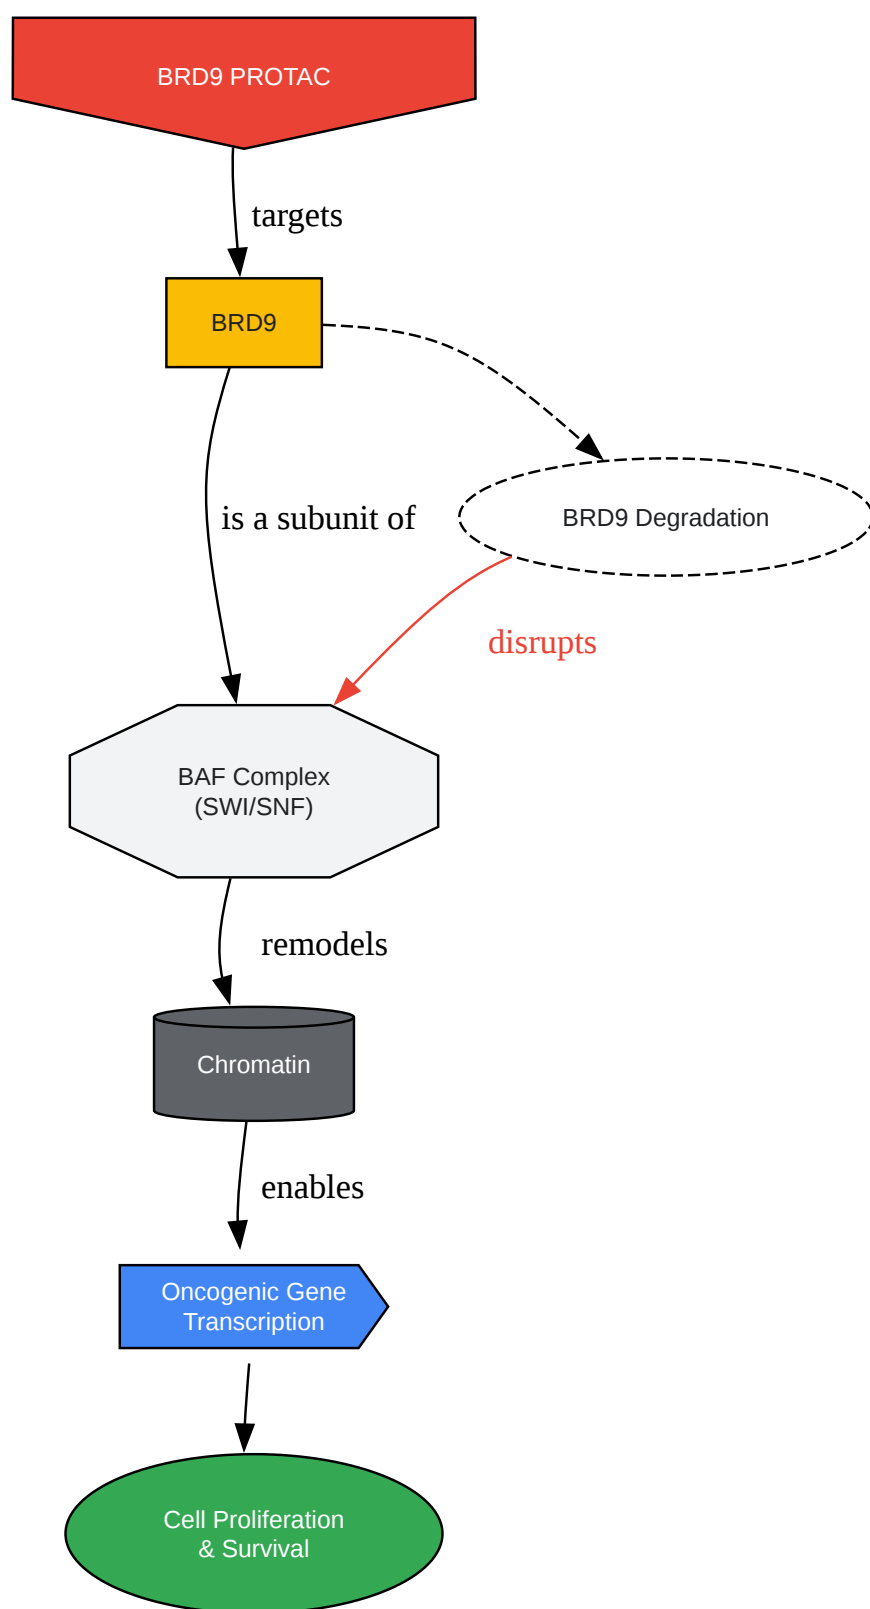 BRD9 PROTAC
targets
BRD9
is a subunit of
BRD9 Degradation
disrupts
BAF Complex
(SWI/SNF)
remodels
Chromatin
enables
Oncogenic Gene
Transcription
Cell Proliferation
& Survival